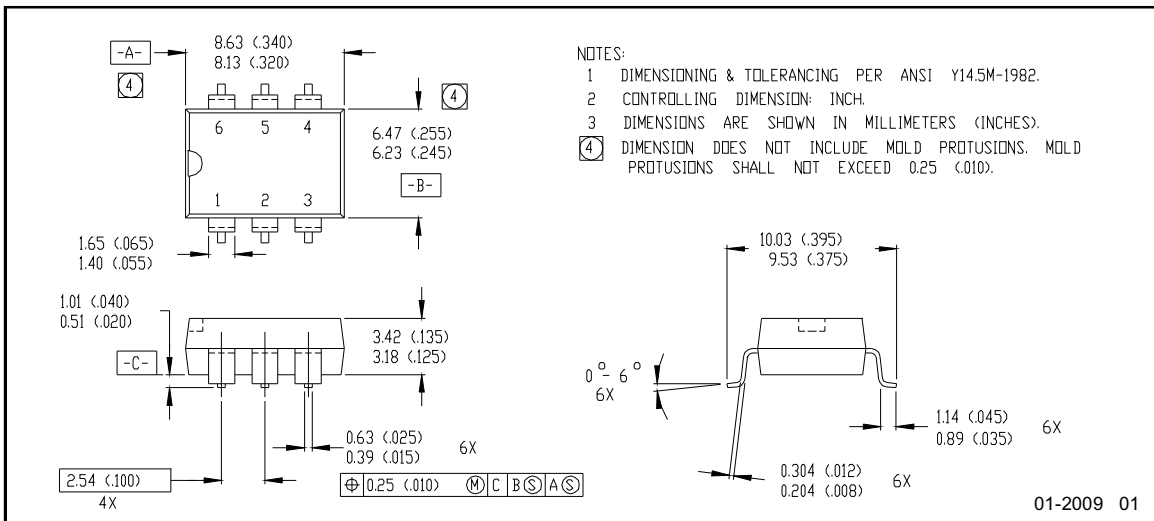 -A-
8.63 (.340)
8.13 (.320)
4
4
6 5 4
1 2 3
6.47 (.255)
6.23 (.245)
-B-
1.65 (.065)
1.40 (.055)
NOTES:
1 DIMENSIONING & TOLERANCING PER ANSI Y14.5M-1982.
2 CONTROLLING DIMENSION: INCH.
3 DIMENSIONS ARE SHOWN IN MILLIMETERS (INCHES).
4 DIMENSION DOES NOT INCLUDE MOLD PROTUSIONS. MOLD
PROTUSIONS SHALL NOT EXCEED 0.25 (.010).
1.01 (.040)
0.51 (.020)
-C-
3.42 (.135)
3.18 (.125)
0.63 (.025)
0.39 (.015)
6X
2.54 (.100)
4X
⌖ 0.25 (.010) Ⓜ C B Ⓢ A Ⓢ
10.03 (.395)
9.53 (.375)
0° - 6°
6X
1.14 (.045)
0.89 (.035)
6X
0.304 (.012)
0.204 (.008)
6X
01-2009 01